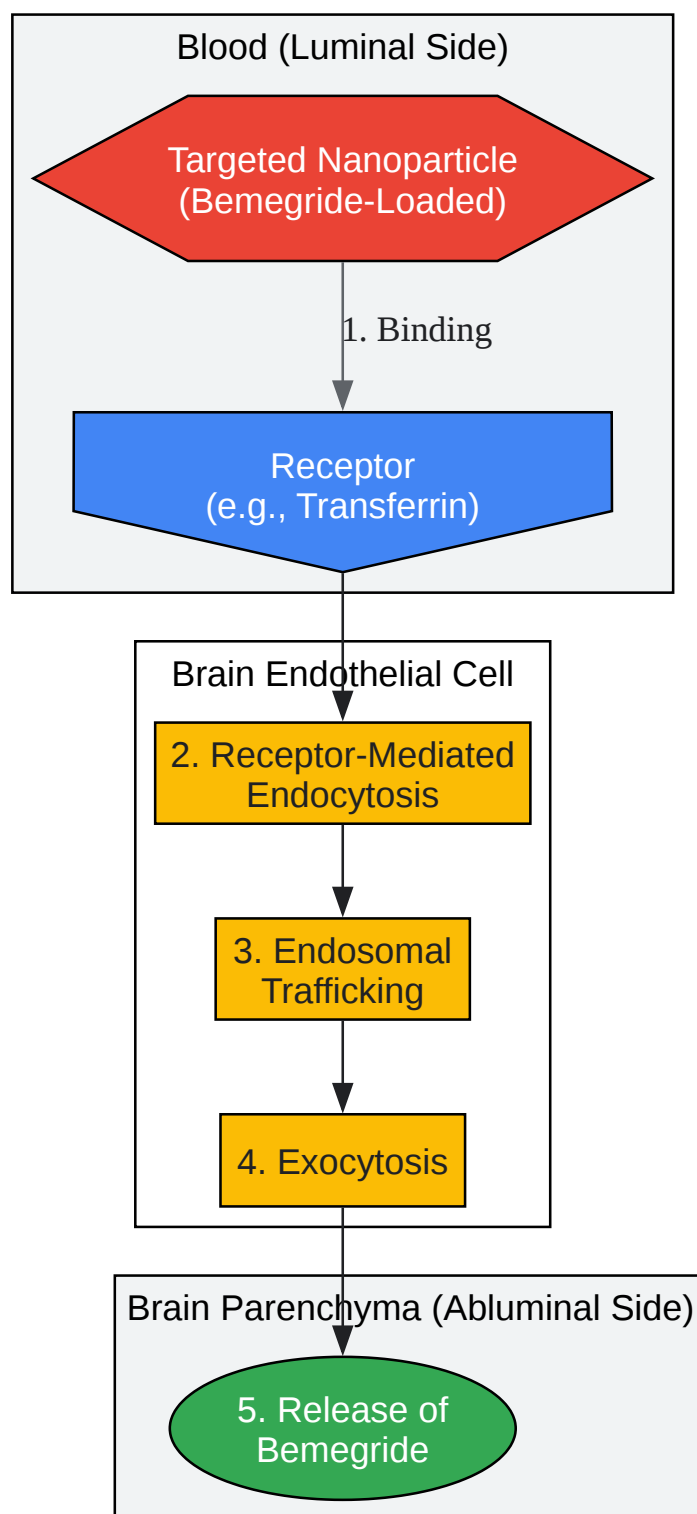 Blood (Luminal Side)
Targeted Nanoparticle
(Bemegride-Loaded)
1. Binding
Receptor
(e.g., Transferrin)
Brain Endothelial Cell
2. Receptor-Mediated
Endocytosis
3. Endosomal
Trafficking
4. Exocytosis
Brain Parenchyma (Abluminal Side)
5. Release of
Bemegride